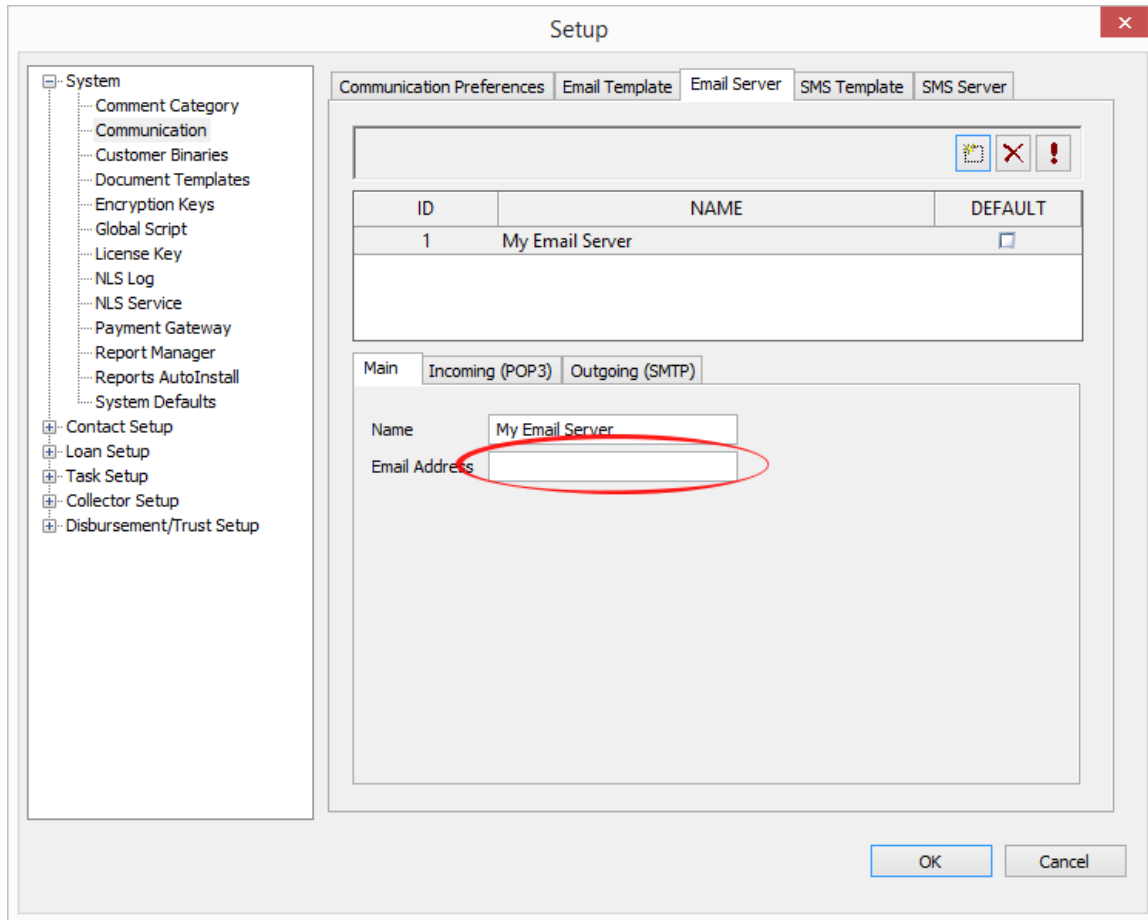 Setup
System
Comment Category
Communication
Customer Binaries
Document Templates
Encryption Keys
Global Script
License Key
NLS Log
NLS Service
Payment Gateway
Report Manager
Reports AutoInstall
System Defaults
Contact Setup
Loan Setup
Task Setup
Collector Setup
Disbursement/Trust Setup
Communication Preferences Email Template Email Server SMS Template SMS Server
ID NAME DEFAULT
1 My Email Server
Main Incoming (POP3) Outgoing (SMTP)
Name My Email Server
Email Address
OK Cancel